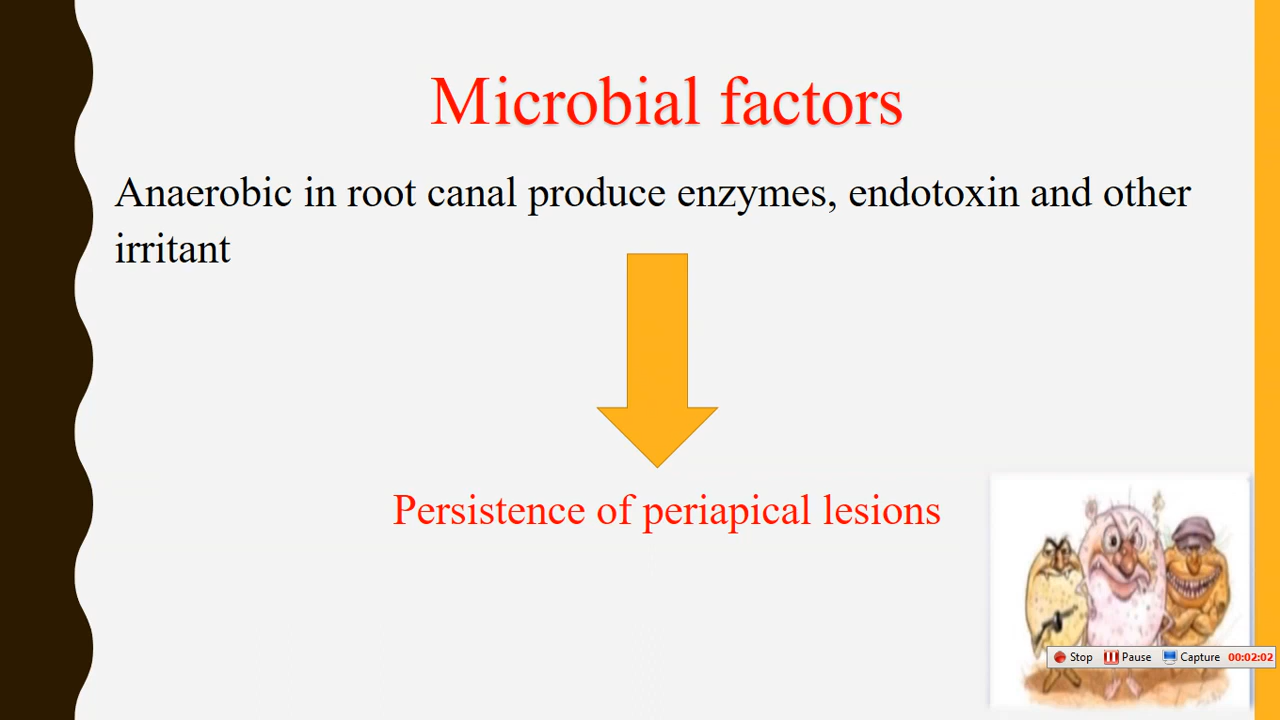 Microbial factors
Anaerobic in root canal produce enzymes, endotoxin and other
irritant
Persistence of periapical lesions
Stop Pause Capture 00:02:02